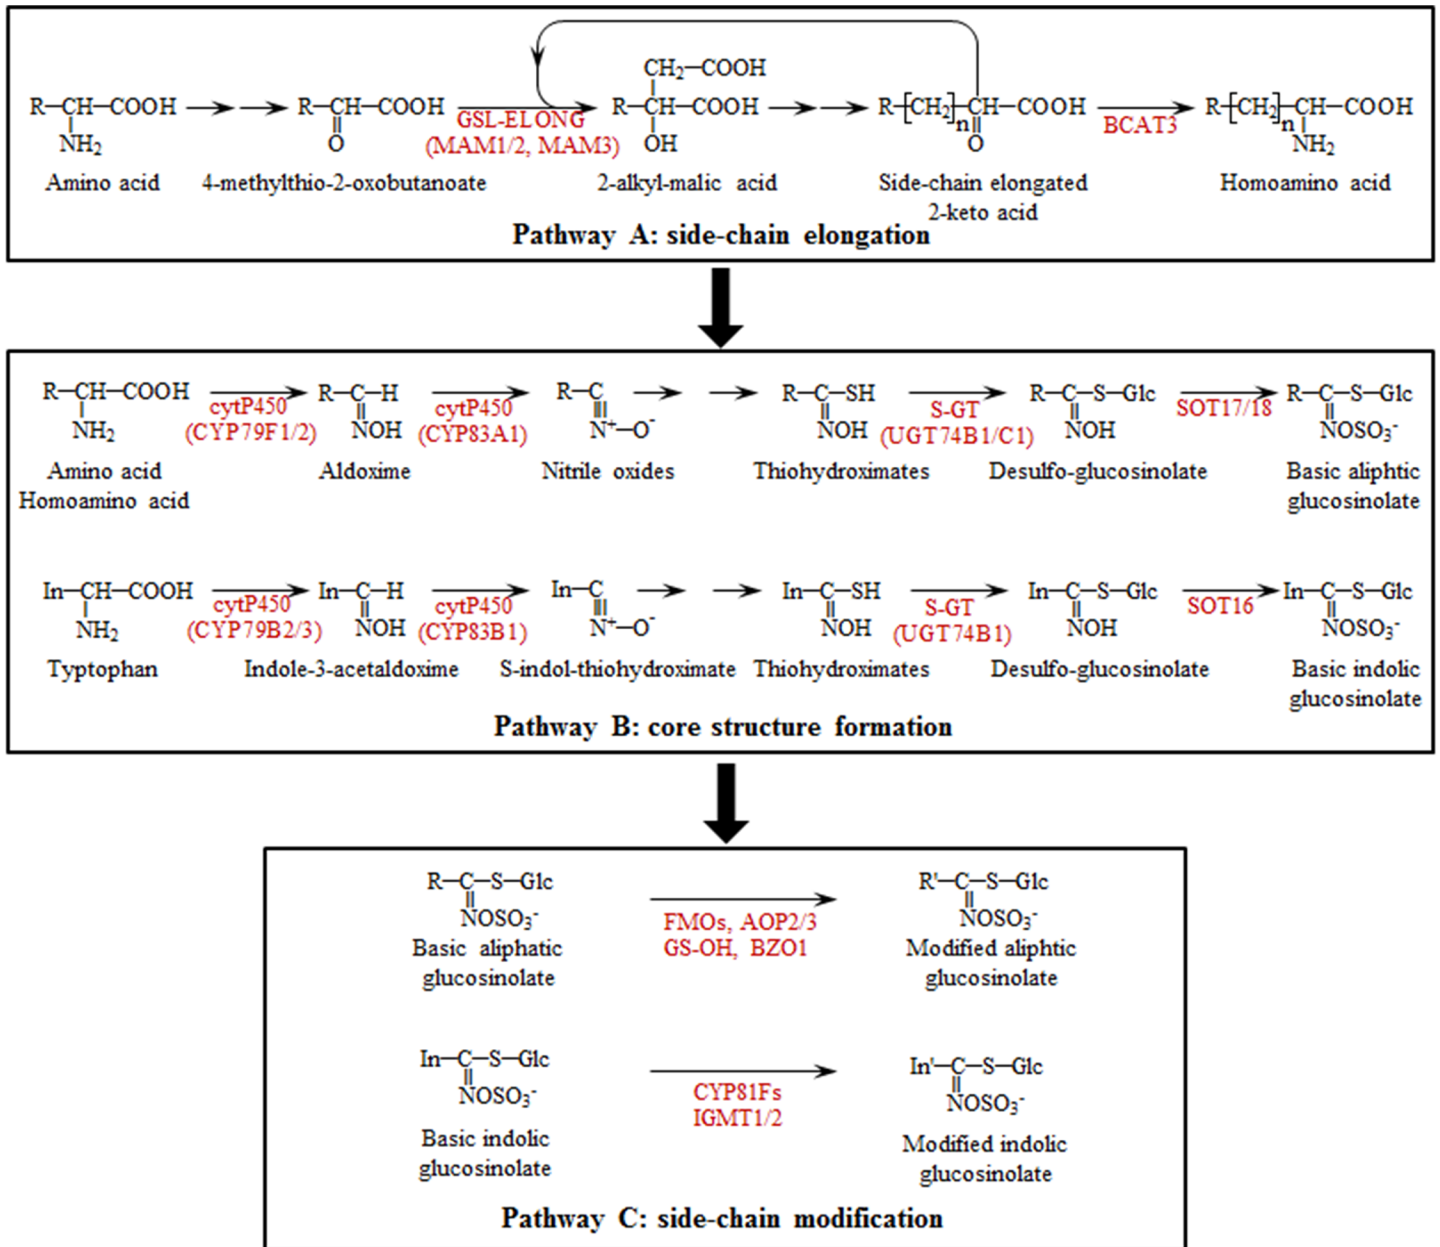 CH₂—COOH
R—CH—COOH R—CH—COOH R—CH—COOH R—[CH₂]n—CH—COOH R—[CH₂]n—CH—COOH
GSL-ELONG BCAT3
NH₂ O (MAM1/2, MAM3) OH O NH₂
Amino acid 4-methylthio-2-oxobutanoate 2-alkyl-malic acid Side-chain elongated Homoamino acid
2-keto acid
Pathway A: side-chain elongation
R—CH—COOH R—C—H R—C R—C—SH R—C—S—Glc R—C—S—Glc
cytP450 cytP450 S-GT SOT17/18
NH₂ (CYP79F1/2) NOH (CYP83A1) N⁺—O⁻ NOH (UGT74B1/C1) NOH NOSO₃⁻
Amino acid Aldoxime Nitrile oxides Thiohydroximates Desulfo-glucosinolate Basic aliphtic
Homoamino acid glucosinolate
In—CH—COOH In—C—H In—C In—C—SH In—C—S—Glc In—C—S—Glc
cytP450 cytP450 S-GT SOT16
NH₂ (CYP79B2/3) NOH (CYP83B1) N⁺—O⁻ NOH (UGT74B1) NOH NOSO₃⁻
Typtophan Indole-3-acetaldoxime S-indol-thiohydroximate Thiohydroximates Desulfo-glucosinolate Basic indolic
glucosinolate
Pathway B: core structure formation
R—C—S—Glc R'—C—S—Glc
NOSO₃⁻ FMOs, AOP2/3 NOSO₃⁻
Basic aliphatic GS-OH, BZO1 Modified aliphtic
glucosinolate glucosinolate
In—C—S—Glc In'—C—S—Glc
NOSO₃⁻ CYP81Fs NOSO₃⁻
IGMT1/2
Basic indolic Modified indolic
glucosinolate glucosinolate
Pathway C: side-chain modification